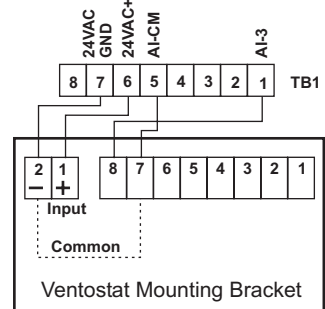 24VAC GND
24VAC+
AI-CM
AI-3
8 7 6 5 4 3 2 1 TB1
2 1 8 7 6 5 4 3 2 1
− +
Input
Common
Ventostat Mounting Bracket